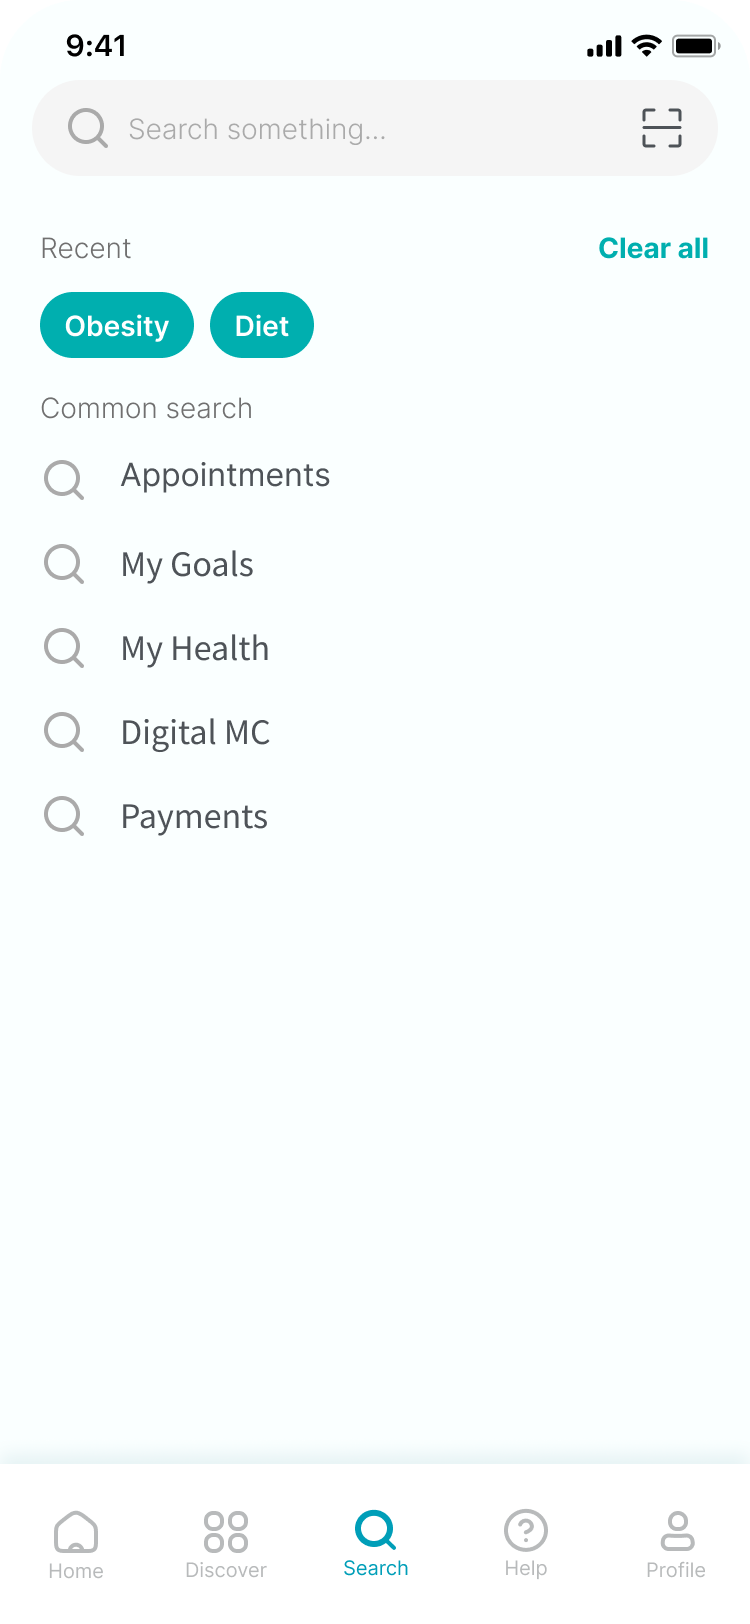 9:41
Search something...
Recent
Clear all
Obesity
Diet
Common search
Appointments
My Goals
My Health
Digital MC
Payments
Home
Discover
Search
Help
Profile